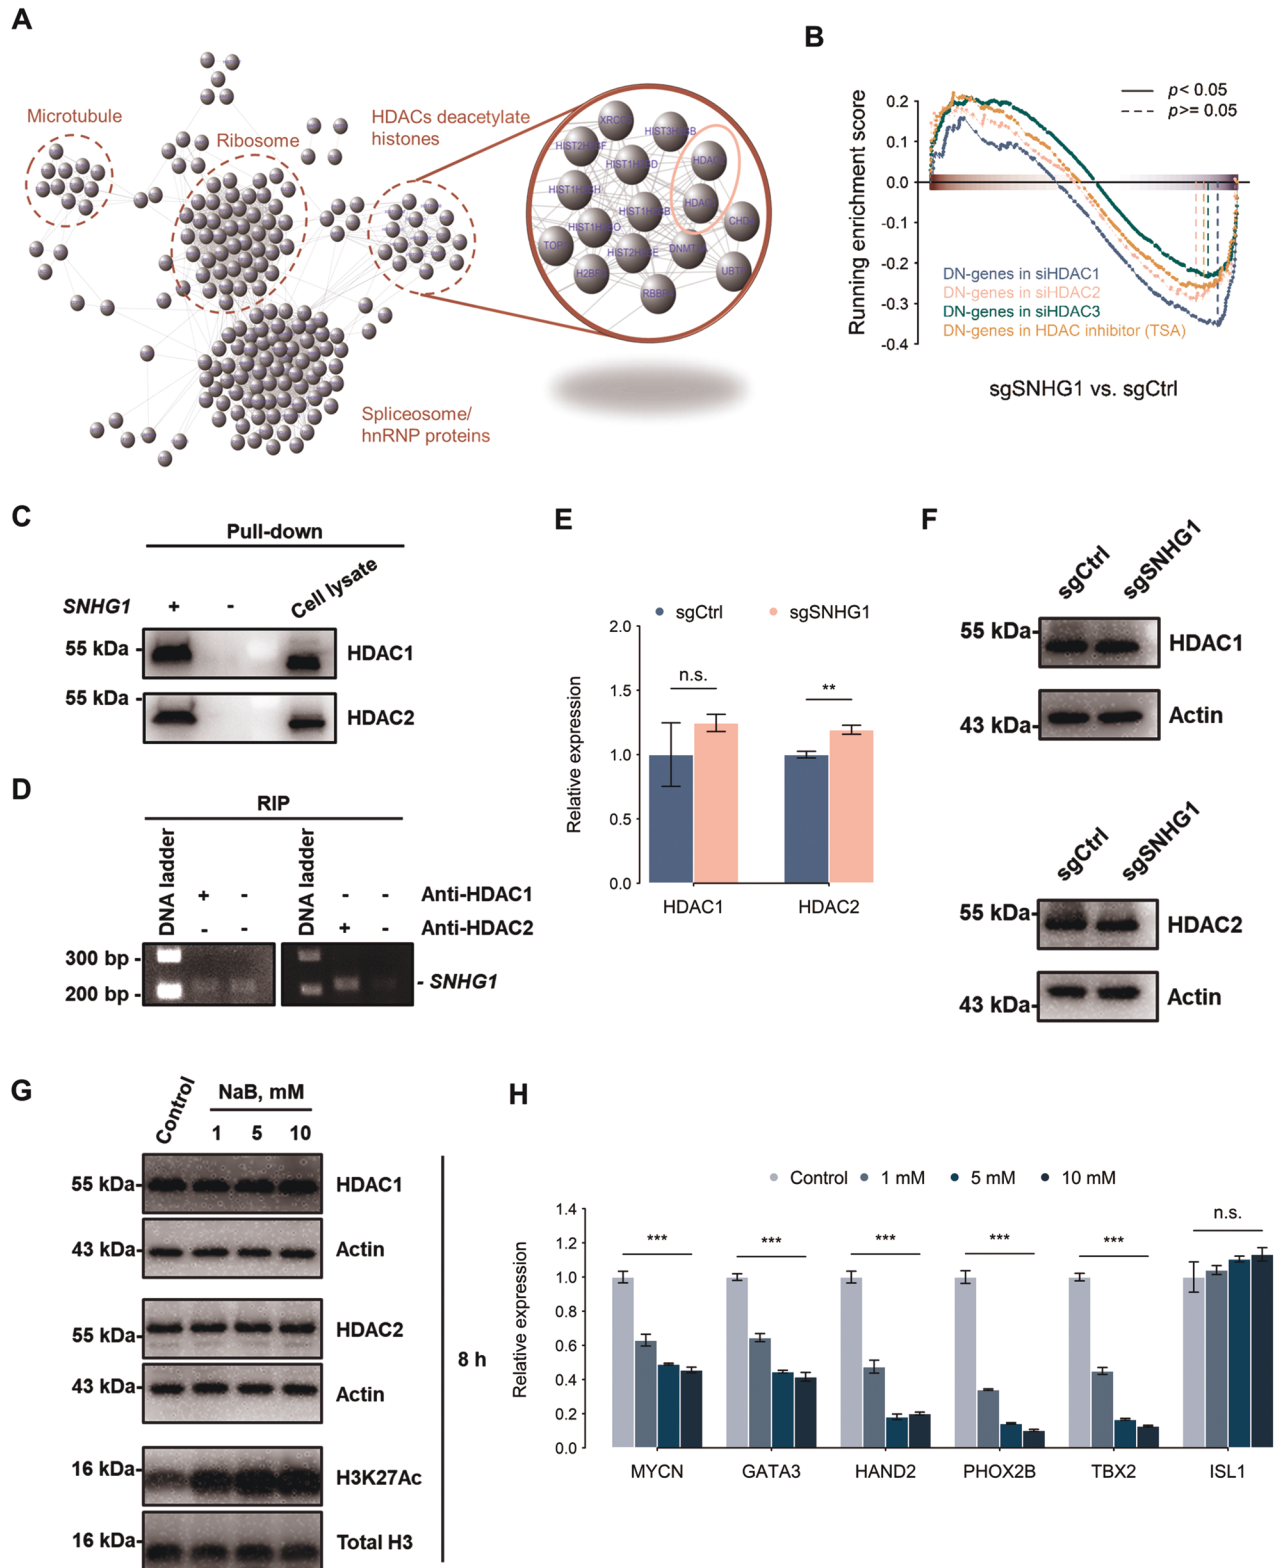 A
Microtubule
Ribosome
HDACs deacetylate
histones
Spliceosome/
hnRNP proteins
TOP
UBTF
B
Running enrichment score
0.2
0.1
0.0
-0.1
-0.2
-0.3
-0.4
p< 0.05
p>= 0.05
DN-genes in siHDAC1
DN-genes in siHDAC2
DN-genes in siHDAC3
DN-genes in HDAC inhibitor (TSA)
sgSNHG1 vs. sgCtrl
C
Pull-down
SNHG1 + - Cell lysate
55 kDa HDAC1
55 kDa HDAC2
D
RIP
DNA ladder DNA ladder
+ - - - Anti-HDAC1
- - + - Anti-HDAC2
300 bp
200 bp
- SNHG1
E
sgCtrl sgSNHG1
Relative expression
2.0
1.5
1.0
0.5
0.0
n.s.
**
HDAC1 HDAC2
F
sgCtrl sgSNHG1
55 kDa HDAC1
43 kDa Actin
sgCtrl sgSNHG1
55 kDa HDAC2
43 kDa Actin
G
Control NaB, mM
1 5 10
55 kDa HDAC1
43 kDa Actin
55 kDa HDAC2
43 kDa Actin
16 kDa H3K27Ac
16 kDa Total H3
8 h
H
Control 1 mM 5 mM 10 mM
Relative expression
1.4
1.2
1.0
0.8
0.6
0.4
0.2
0.0
*** *** *** *** *** n.s.
MYCN GATA3 HAND2 PHOX2B TBX2 ISL1